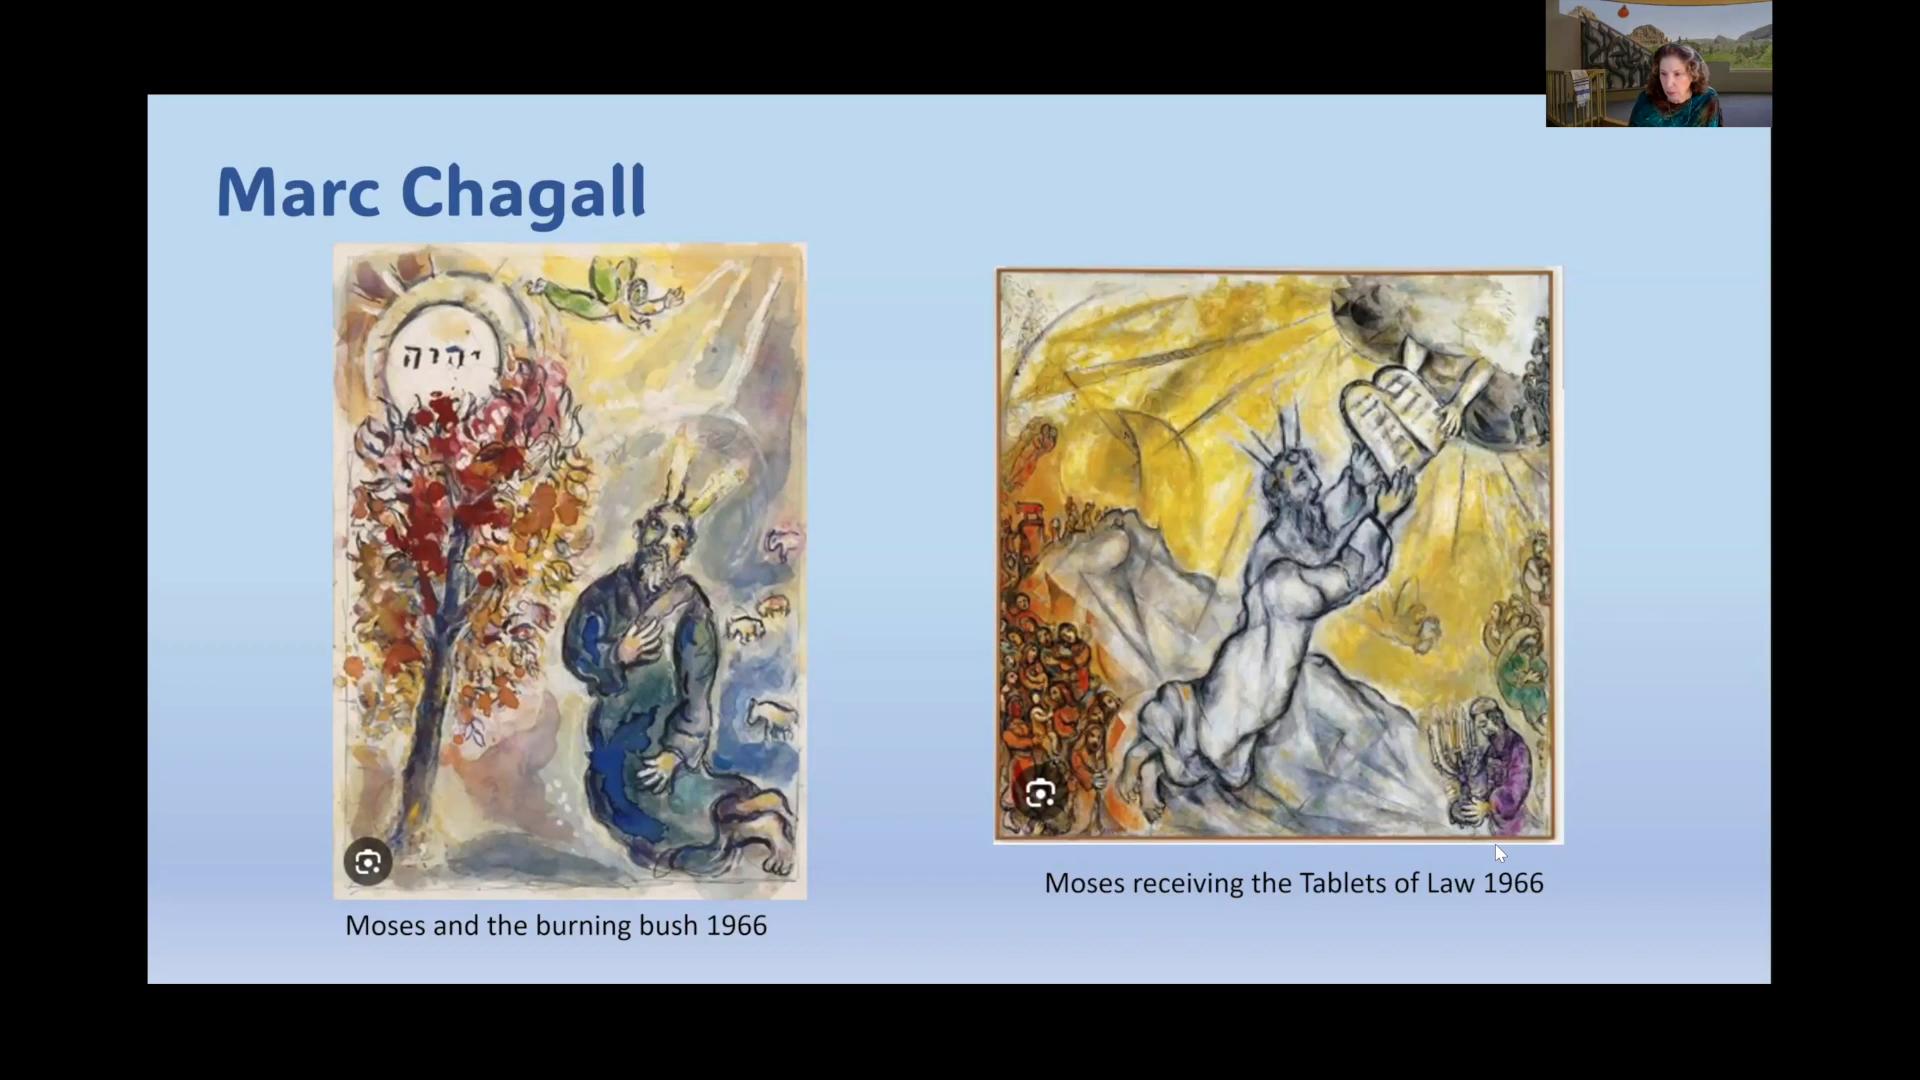 Marc Chagall
יהוה
Moses and the burning bush 1966
Moses receiving the Tablets of Law 1966